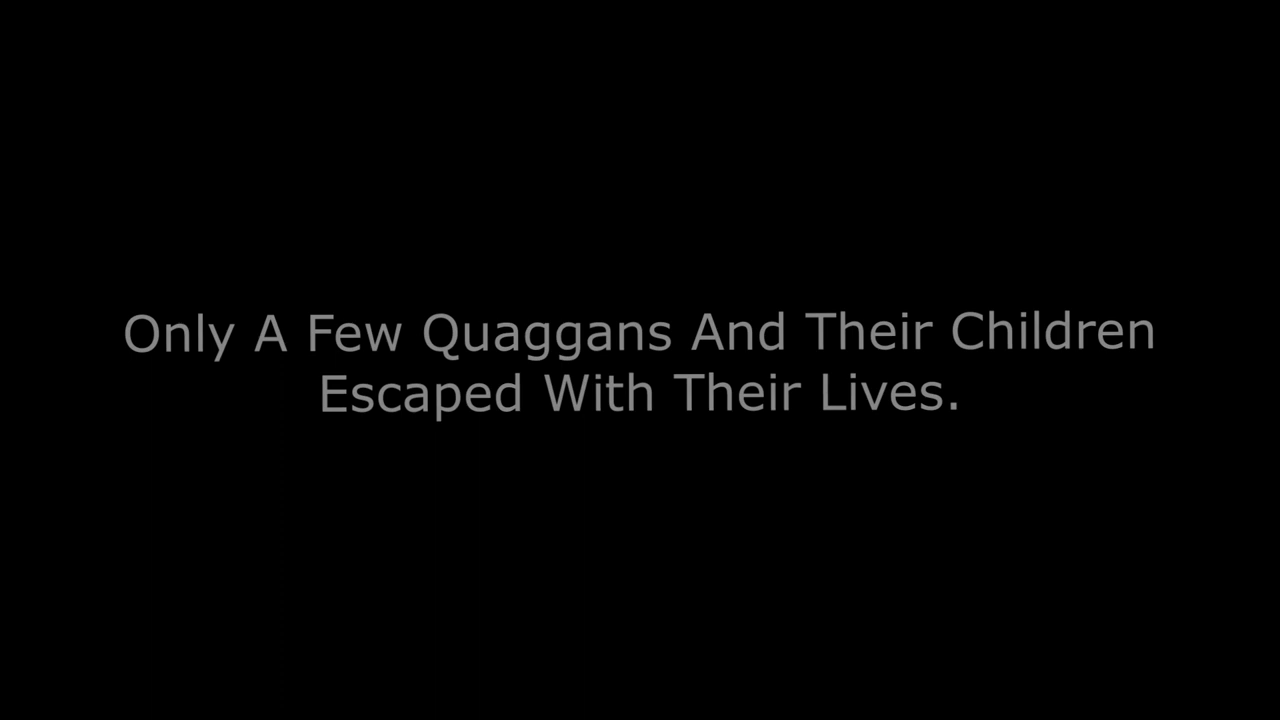 Only A Few Quaggans And Their Children
Escaped With Their Lives.